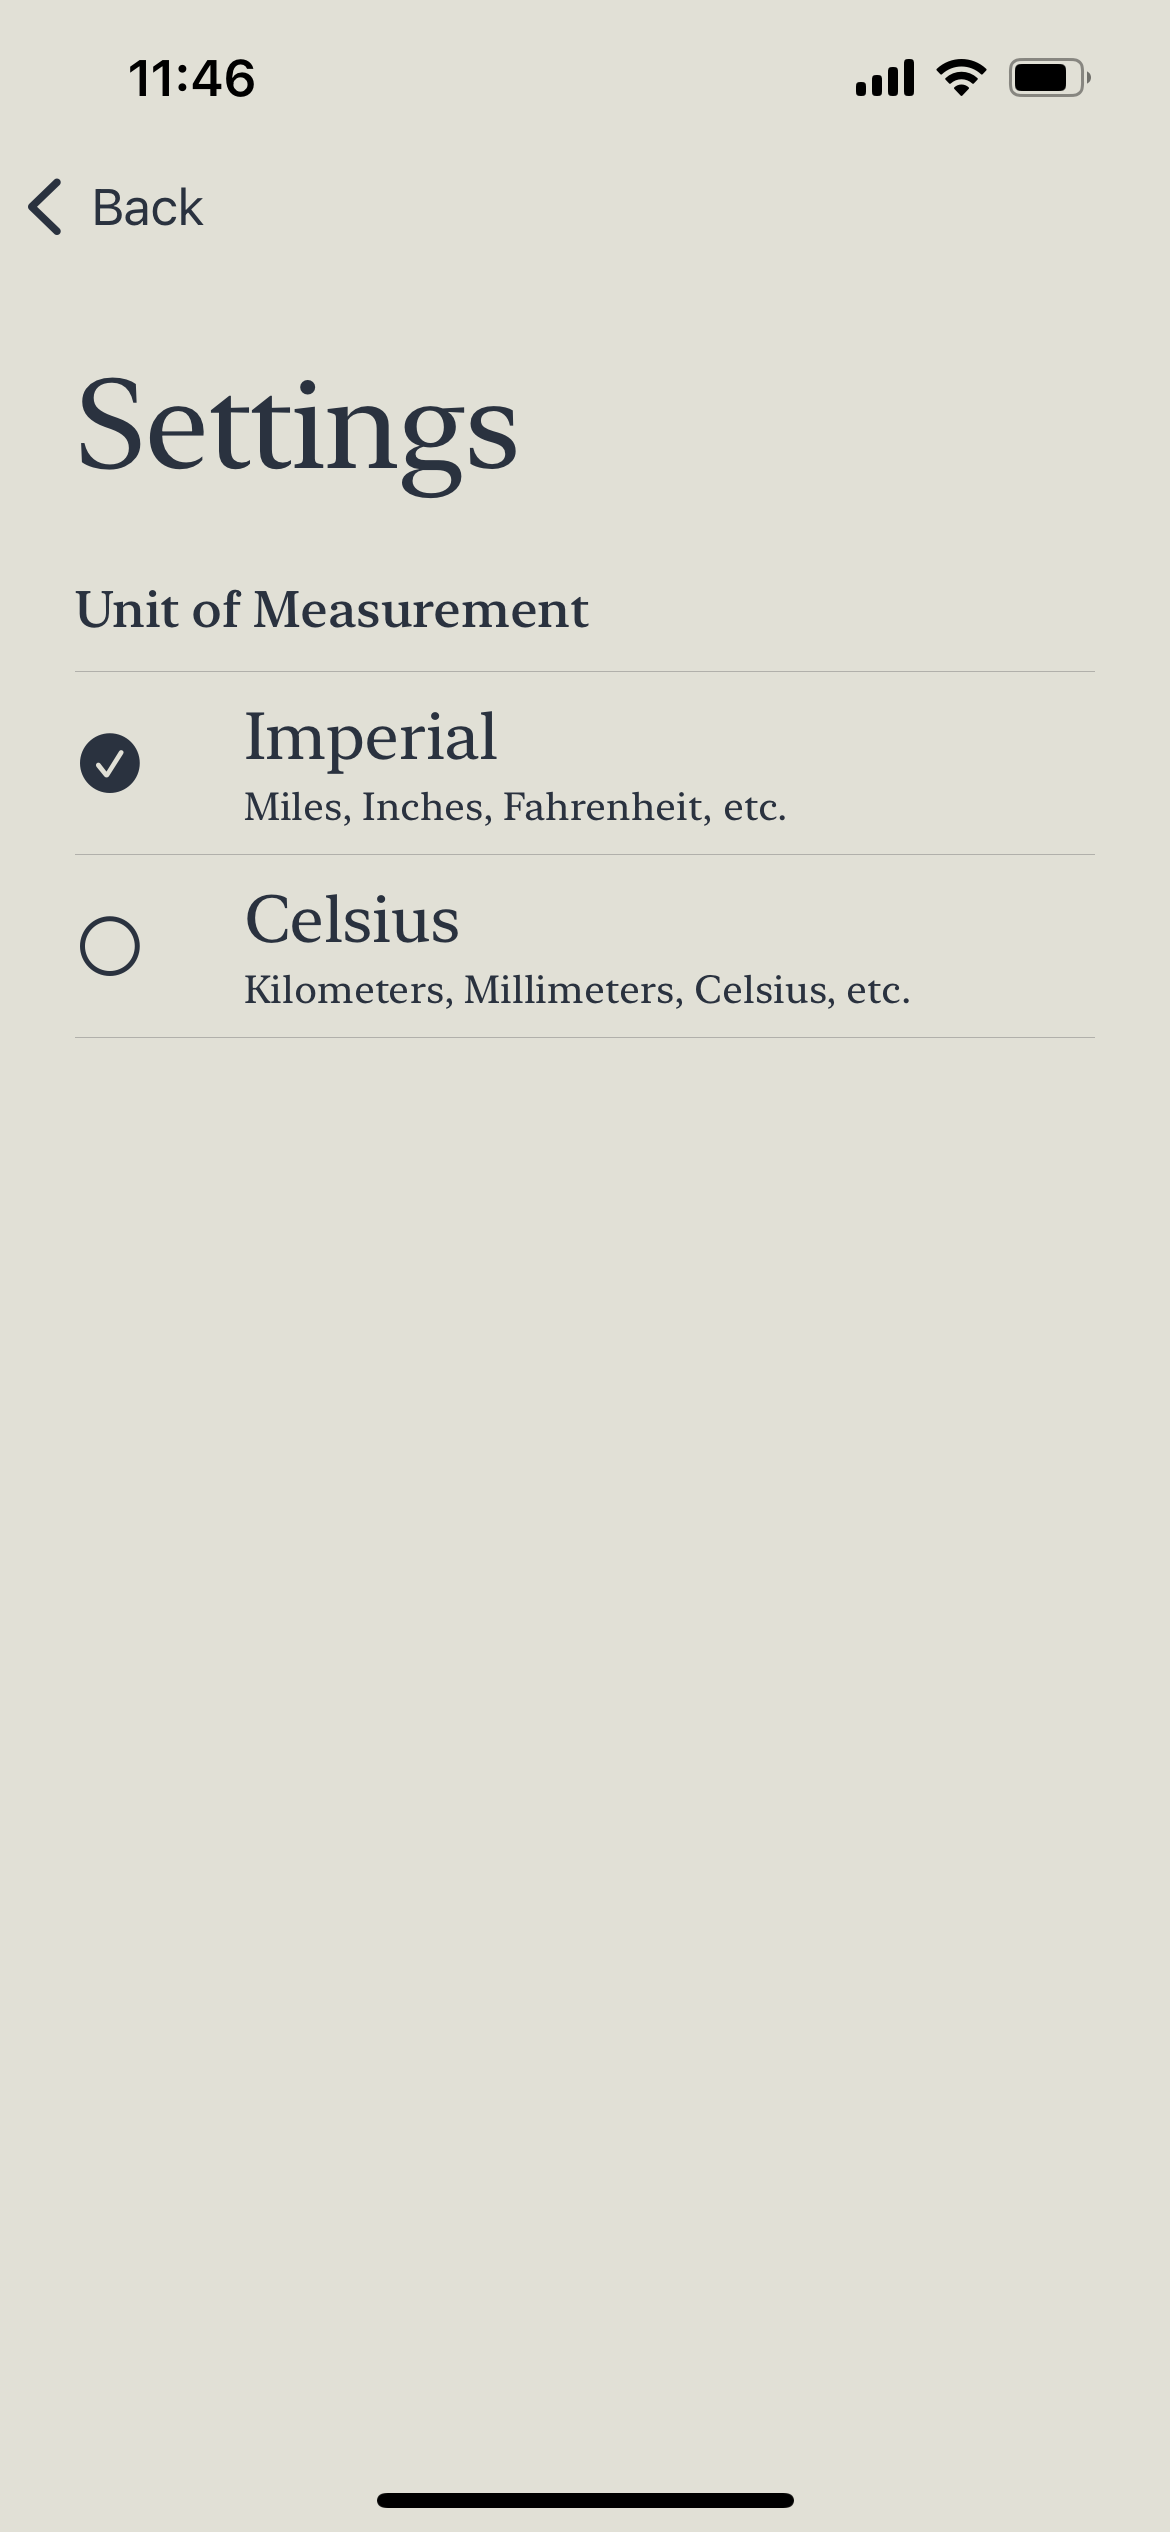 11:46
Back
Settings
Unit of Measurement
Imperial
Miles, Inches, Fahrenheit, etc.
Celsius
Kilometers, Millimeters, Celsius, etc.